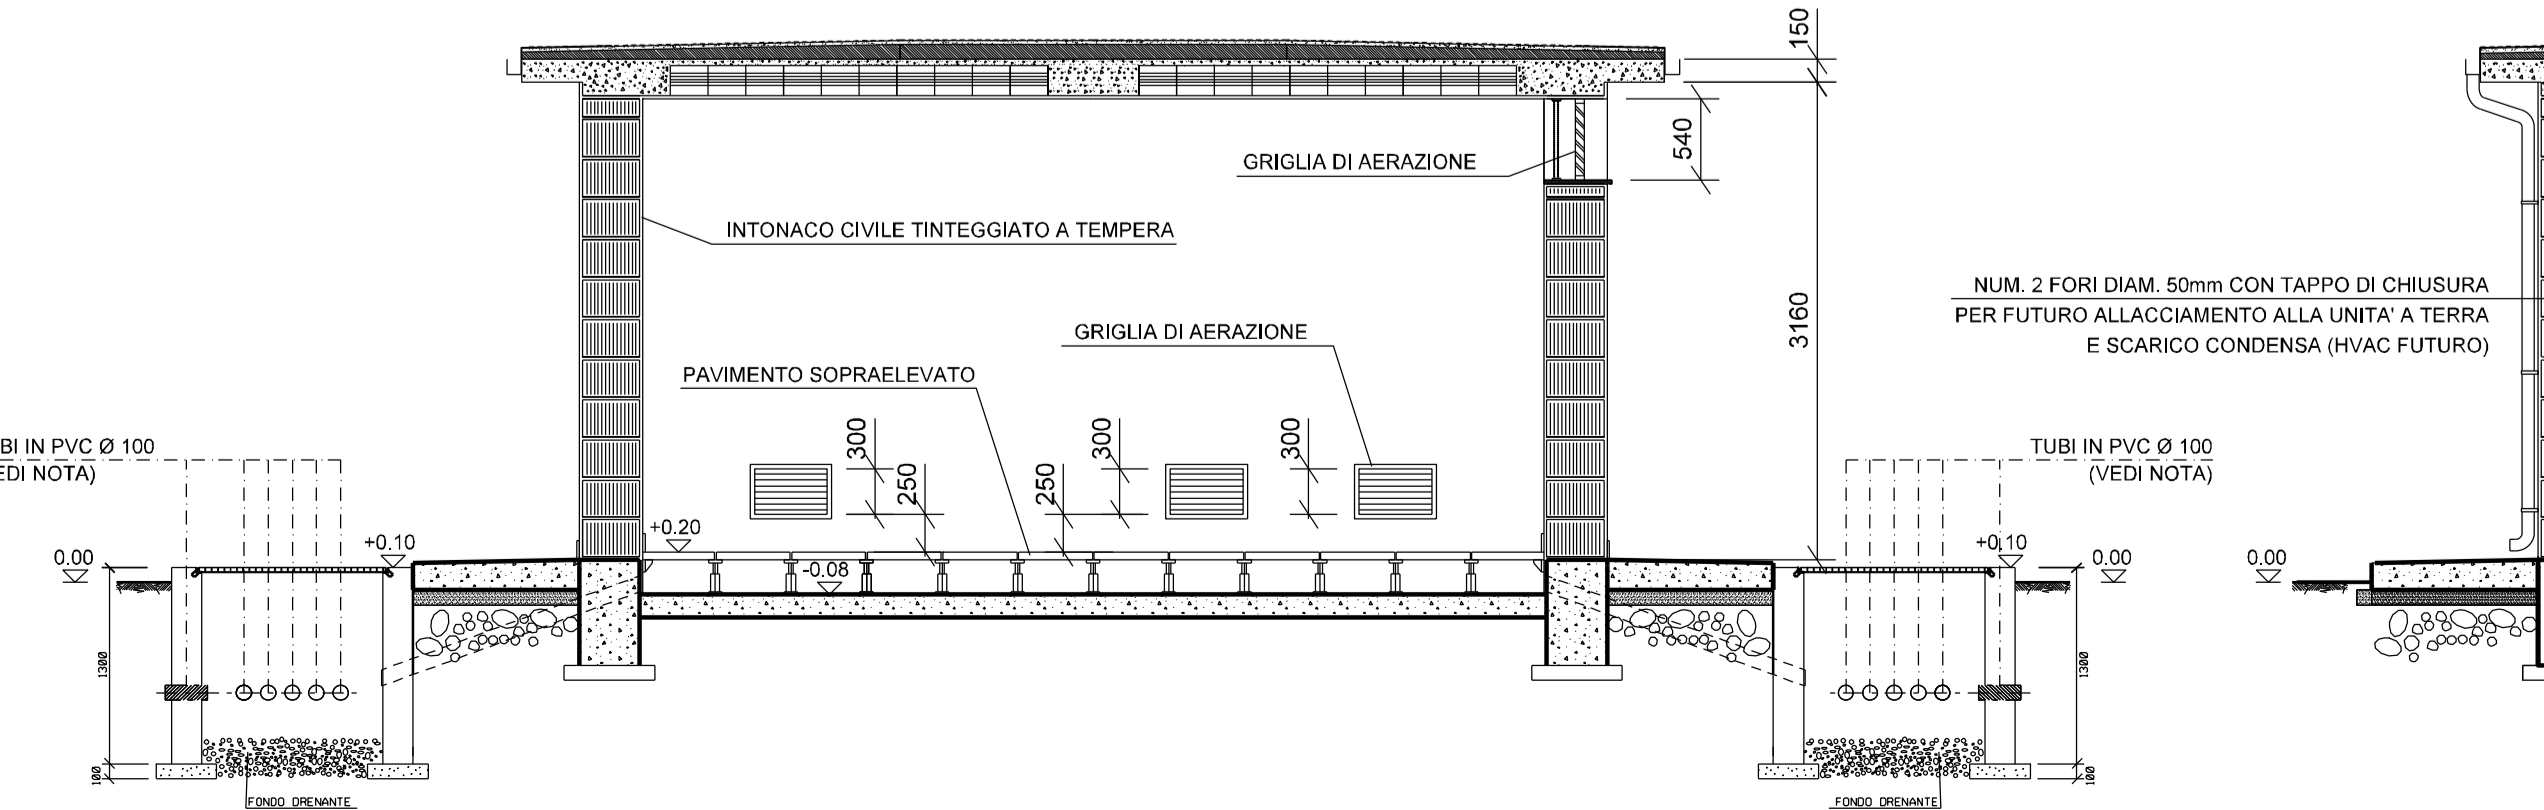 150
540
GRIGLIA DI AERAZIONE
INTONACO CIVILE TINTEGGIATO A TEMPERA
3160
NUM. 2 FORI DIAM. 50mm CON TAPPO DI CHIUSURA
PER FUTURO ALLACCIAMENTO ALLA UNITA' A TERRA
E SCARICO CONDENSA (HVAC FUTURO)
GRIGLIA DI AERAZIONE
PAVIMENTO SOPRAELEVATO
300
300
300
BI IN PVC Ø 100
EDI NOTA)
TUBI IN PVC Ø 100
(VEDI NOTA)
250
250
+0.20
0.00
+0.10
-0.08
+0.10
0.00
0.00
1300
1300
100
100
FONDO DRENANTE
FONDO DRENANTE